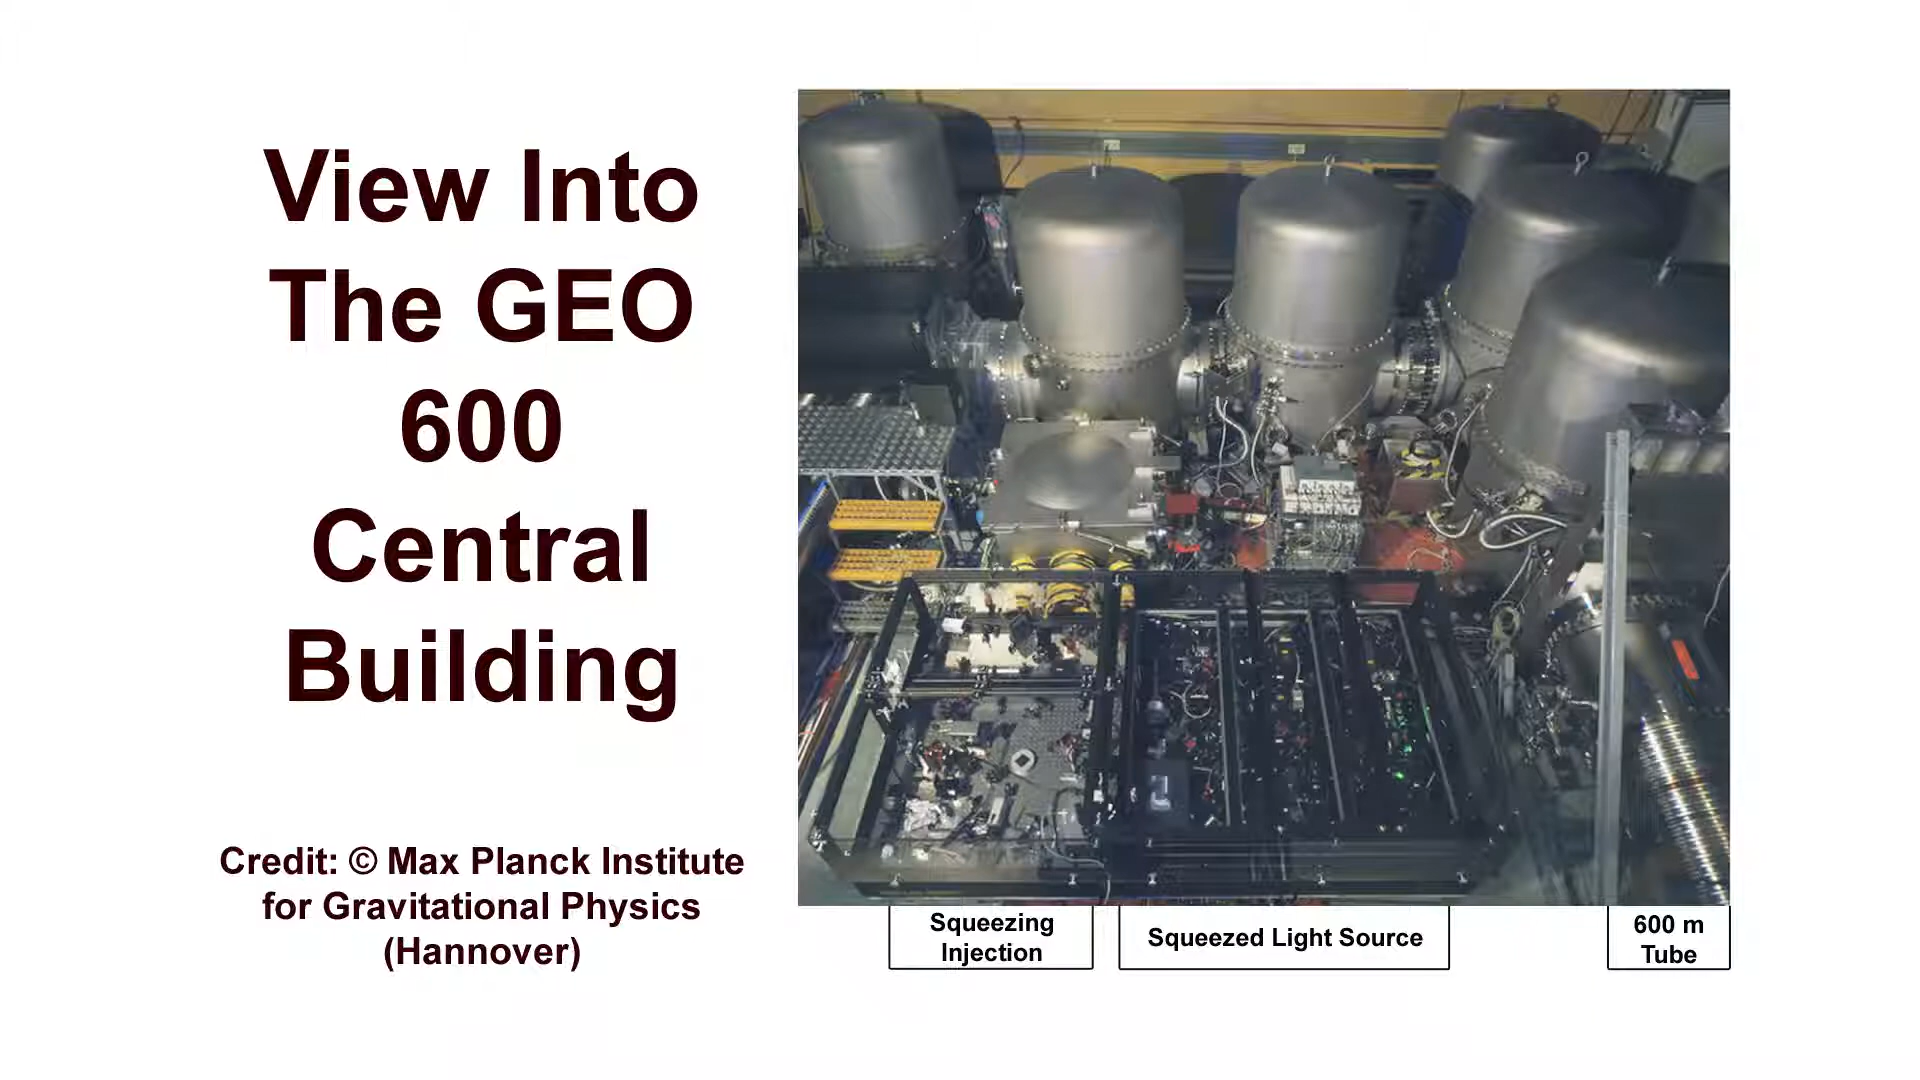 View Into
The GEO
600
Central
Building
Credit: © Max Planck Institute
for Gravitational Physics
(Hannover)
Squeezing
Injection
Squeezed Light Source
600 m
Tube